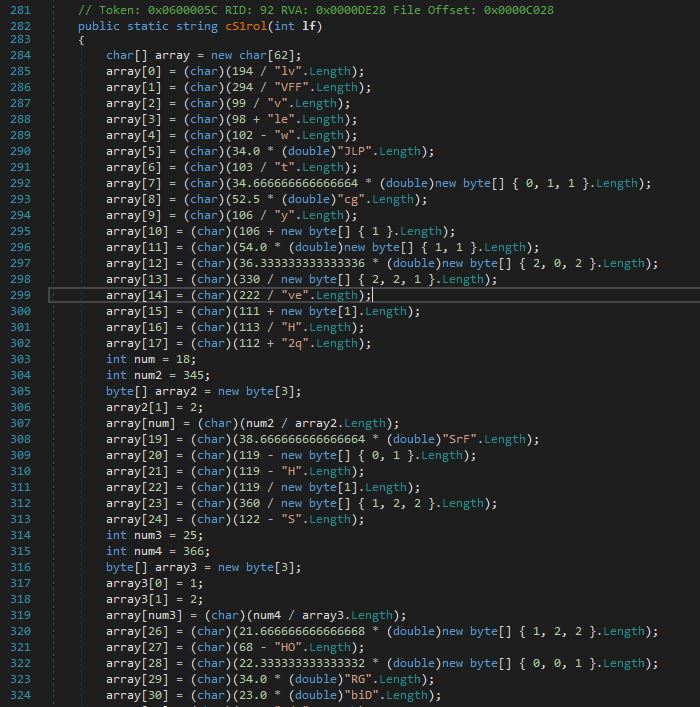 281 // Token: 0x0600005C RID: 92 RVA: 0x0000DE28 File Offset: 0x0000C028
282 public static string cS1rol(int lf)
283 {
284 char[] array = new char[62];
285 array[0] = (char)(194 / "lv".Length);
286 array[1] = (char)(294 / "VFF".Length);
287 array[2] = (char)(99 / "v".Length);
288 array[3] = (char)(98 + "le".Length);
289 array[4] = (char)(102 - "w".Length);
290 array[5] = (char)(34.0 * (double)"JLP".Length);
291 array[6] = (char)(103 / "t".Length);
292 array[7] = (char)(34.666666666666664 * (double)new byte[] { 0, 1, 1 }.Length);
293 array[8] = (char)(52.5 * (double)"cg".Length);
294 array[9] = (char)(106 / "y".Length);
295 array[10] = (char)(106 + new byte[] { 1 }.Length);
296 array[11] = (char)(54.0 * (double)new byte[] { 1, 1 }.Length);
297 array[12] = (char)(36.333333333333336 * (double)new byte[] { 2, 0, 2 }.Length);
298 array[13] = (char)(330 / new byte[] { 2, 2, 1 }.Length);
299 array[14] = (char)(222 / "ve".Length);
300 array[15] = (char)(111 + new byte[1].Length);
301 array[16] = (char)(113 / "H".Length);
302 array[17] = (char)(112 + "2q".Length);
303 int num = 18;
304 int num2 = 345;
305 byte[] array2 = new byte[3];
306 array2[1] = 2;
307 array[num] = (char)(num2 / array2.Length);
308 array[19] = (char)(38.666666666666664 * (double)"SrF".Length);
309 array[20] = (char)(119 - new byte[] { 0, 1 }.Length);
310 array[21] = (char)(119 - "H".Length);
311 array[22] = (char)(119 / new byte[1].Length);
312 array[23] = (char)(360 / new byte[] { 1, 2, 2 }.Length);
313 array[24] = (char)(122 - "S".Length);
314 int num3 = 25;
315 int num4 = 366;
316 byte[] array3 = new byte[3];
317 array3[0] = 1;
318 array3[1] = 2;
319 array[num3] = (char)(num4 / array3.Length);
320 array[26] = (char)(21.666666666666668 * (double)new byte[] { 1, 2, 2 }.Length);
321 array[27] = (char)(68 - "HO".Length);
322 array[28] = (char)(22.333333333333332 * (double)new byte[] { 0, 0, 1 }.Length);
323 array[29] = (char)(34.0 * (double)"RG".Length);
324 array[30] = (char)(23.0 * (double)"biD".Length);